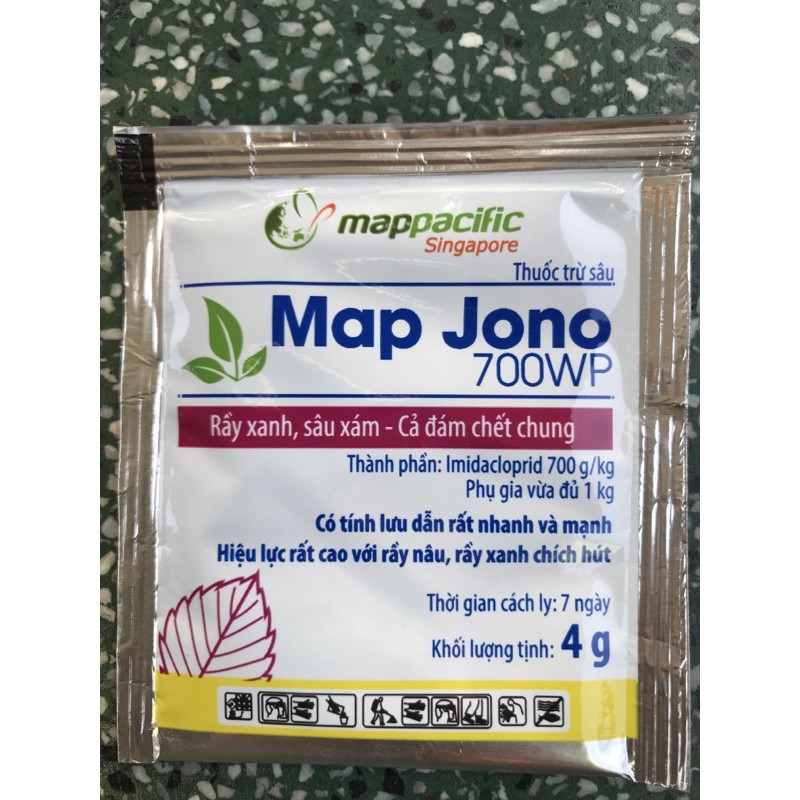 mappacific
Singapore
Thuốc trừ sâu
Map Jono
700WP
Rầy xanh, sâu xám - Cả đám chết chung
Thành phần: Imidacloprid 700 g/kg
Phụ gia vừa đủ 1 kg
Có tính lưu dẫn rất nhanh và mạnh
Hiệu lực rất cao với rầy nâu, rầy xanh chích hút
Thời gian cách ly: 7 ngày
Khối lượng tịnh: 4 g